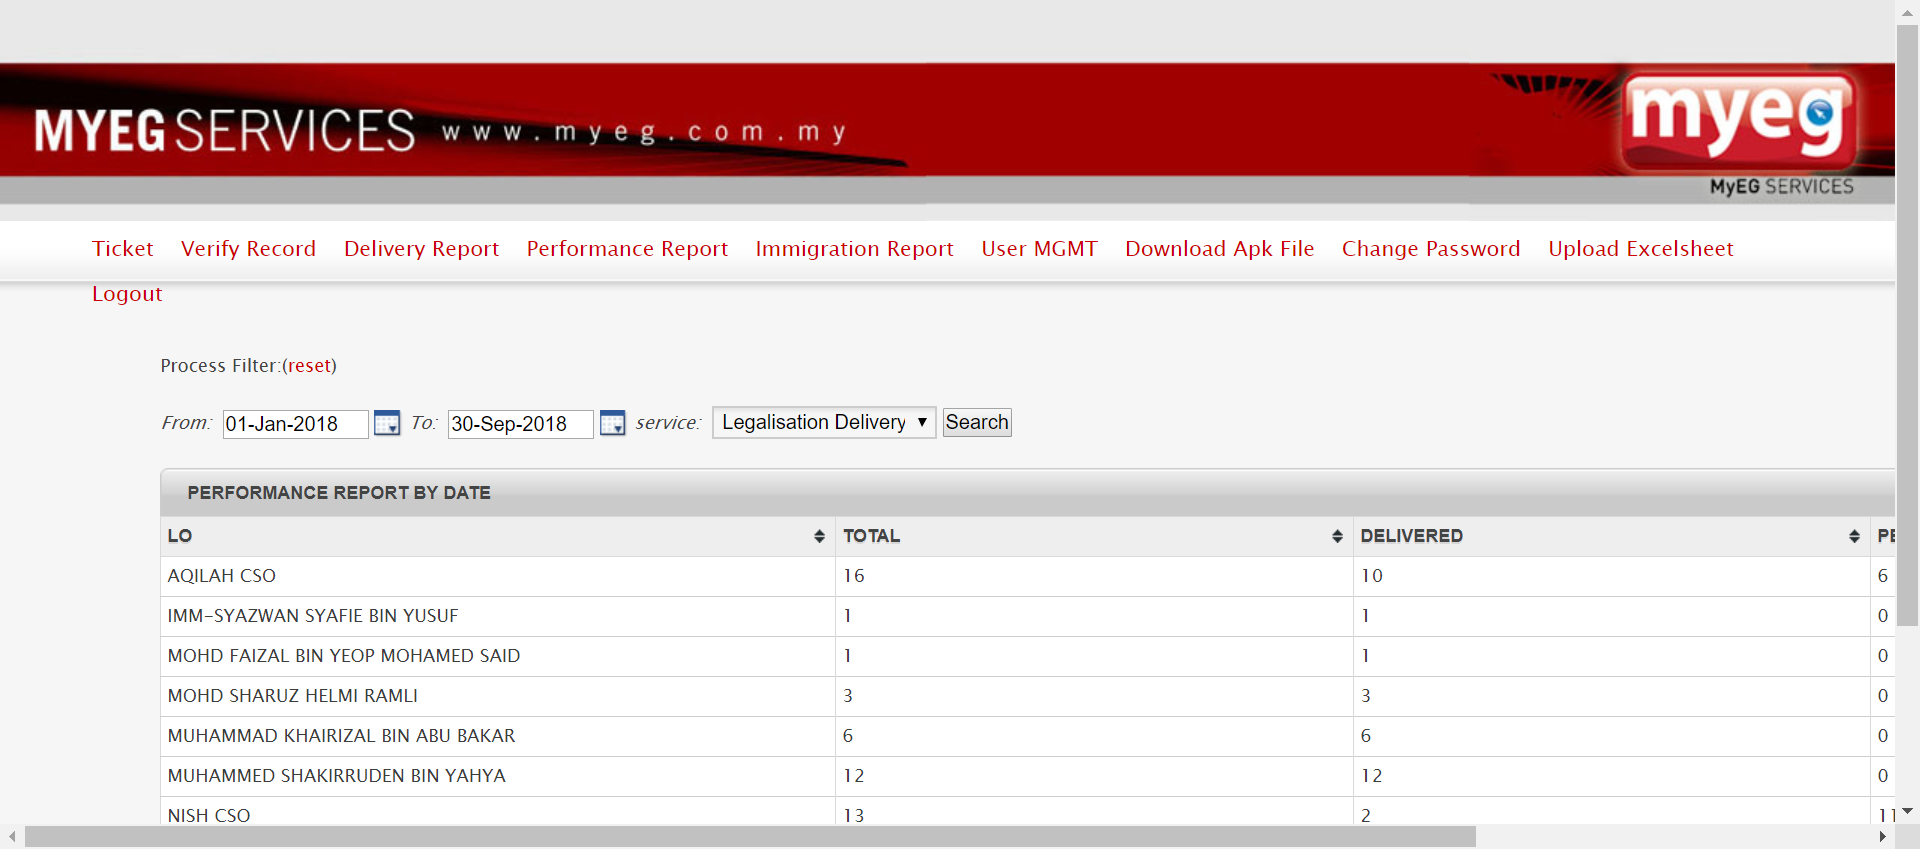 MYEG SERVICES www.myeg.com.my
myeg
MyEG SERVICES
Ticket Verify Record Delivery Report Performance Report Immigration Report User MGMT Download Apk File Change Password Upload Excelsheet
Logout
Process Filter:(reset)
From: 01-Jan-2018 To: 30-Sep-2018 service: Legalisation Delivery Search
PERFORMANCE REPORT BY DATE
LO TOTAL DELIVERED
AQILAH CSO 16 10 6
IMM-SYAZWAN SYAFIE BIN YUSUF 1 1 0
MOHD FAIZAL BIN YEOP MOHAMED SAID 1 1 0
MOHD SHARUZ HELMI RAMLI 3 3 0
MUHAMMAD KHAIRIZAL BIN ABU BAKAR 6 6 0
MUHAMMED SHAKIRRUDEN BIN YAHYA 12 12 0
NISH CSO 13 2 11